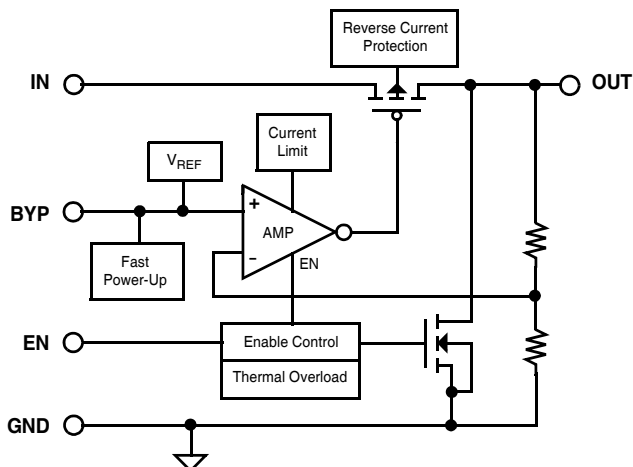 Reverse Current
Protection
IN
OUT
Current
Limit
VREF
BYP
+
AMP
Fast
Power-Up
–
EN
EN
Enable Control
Thermal Overload
GND